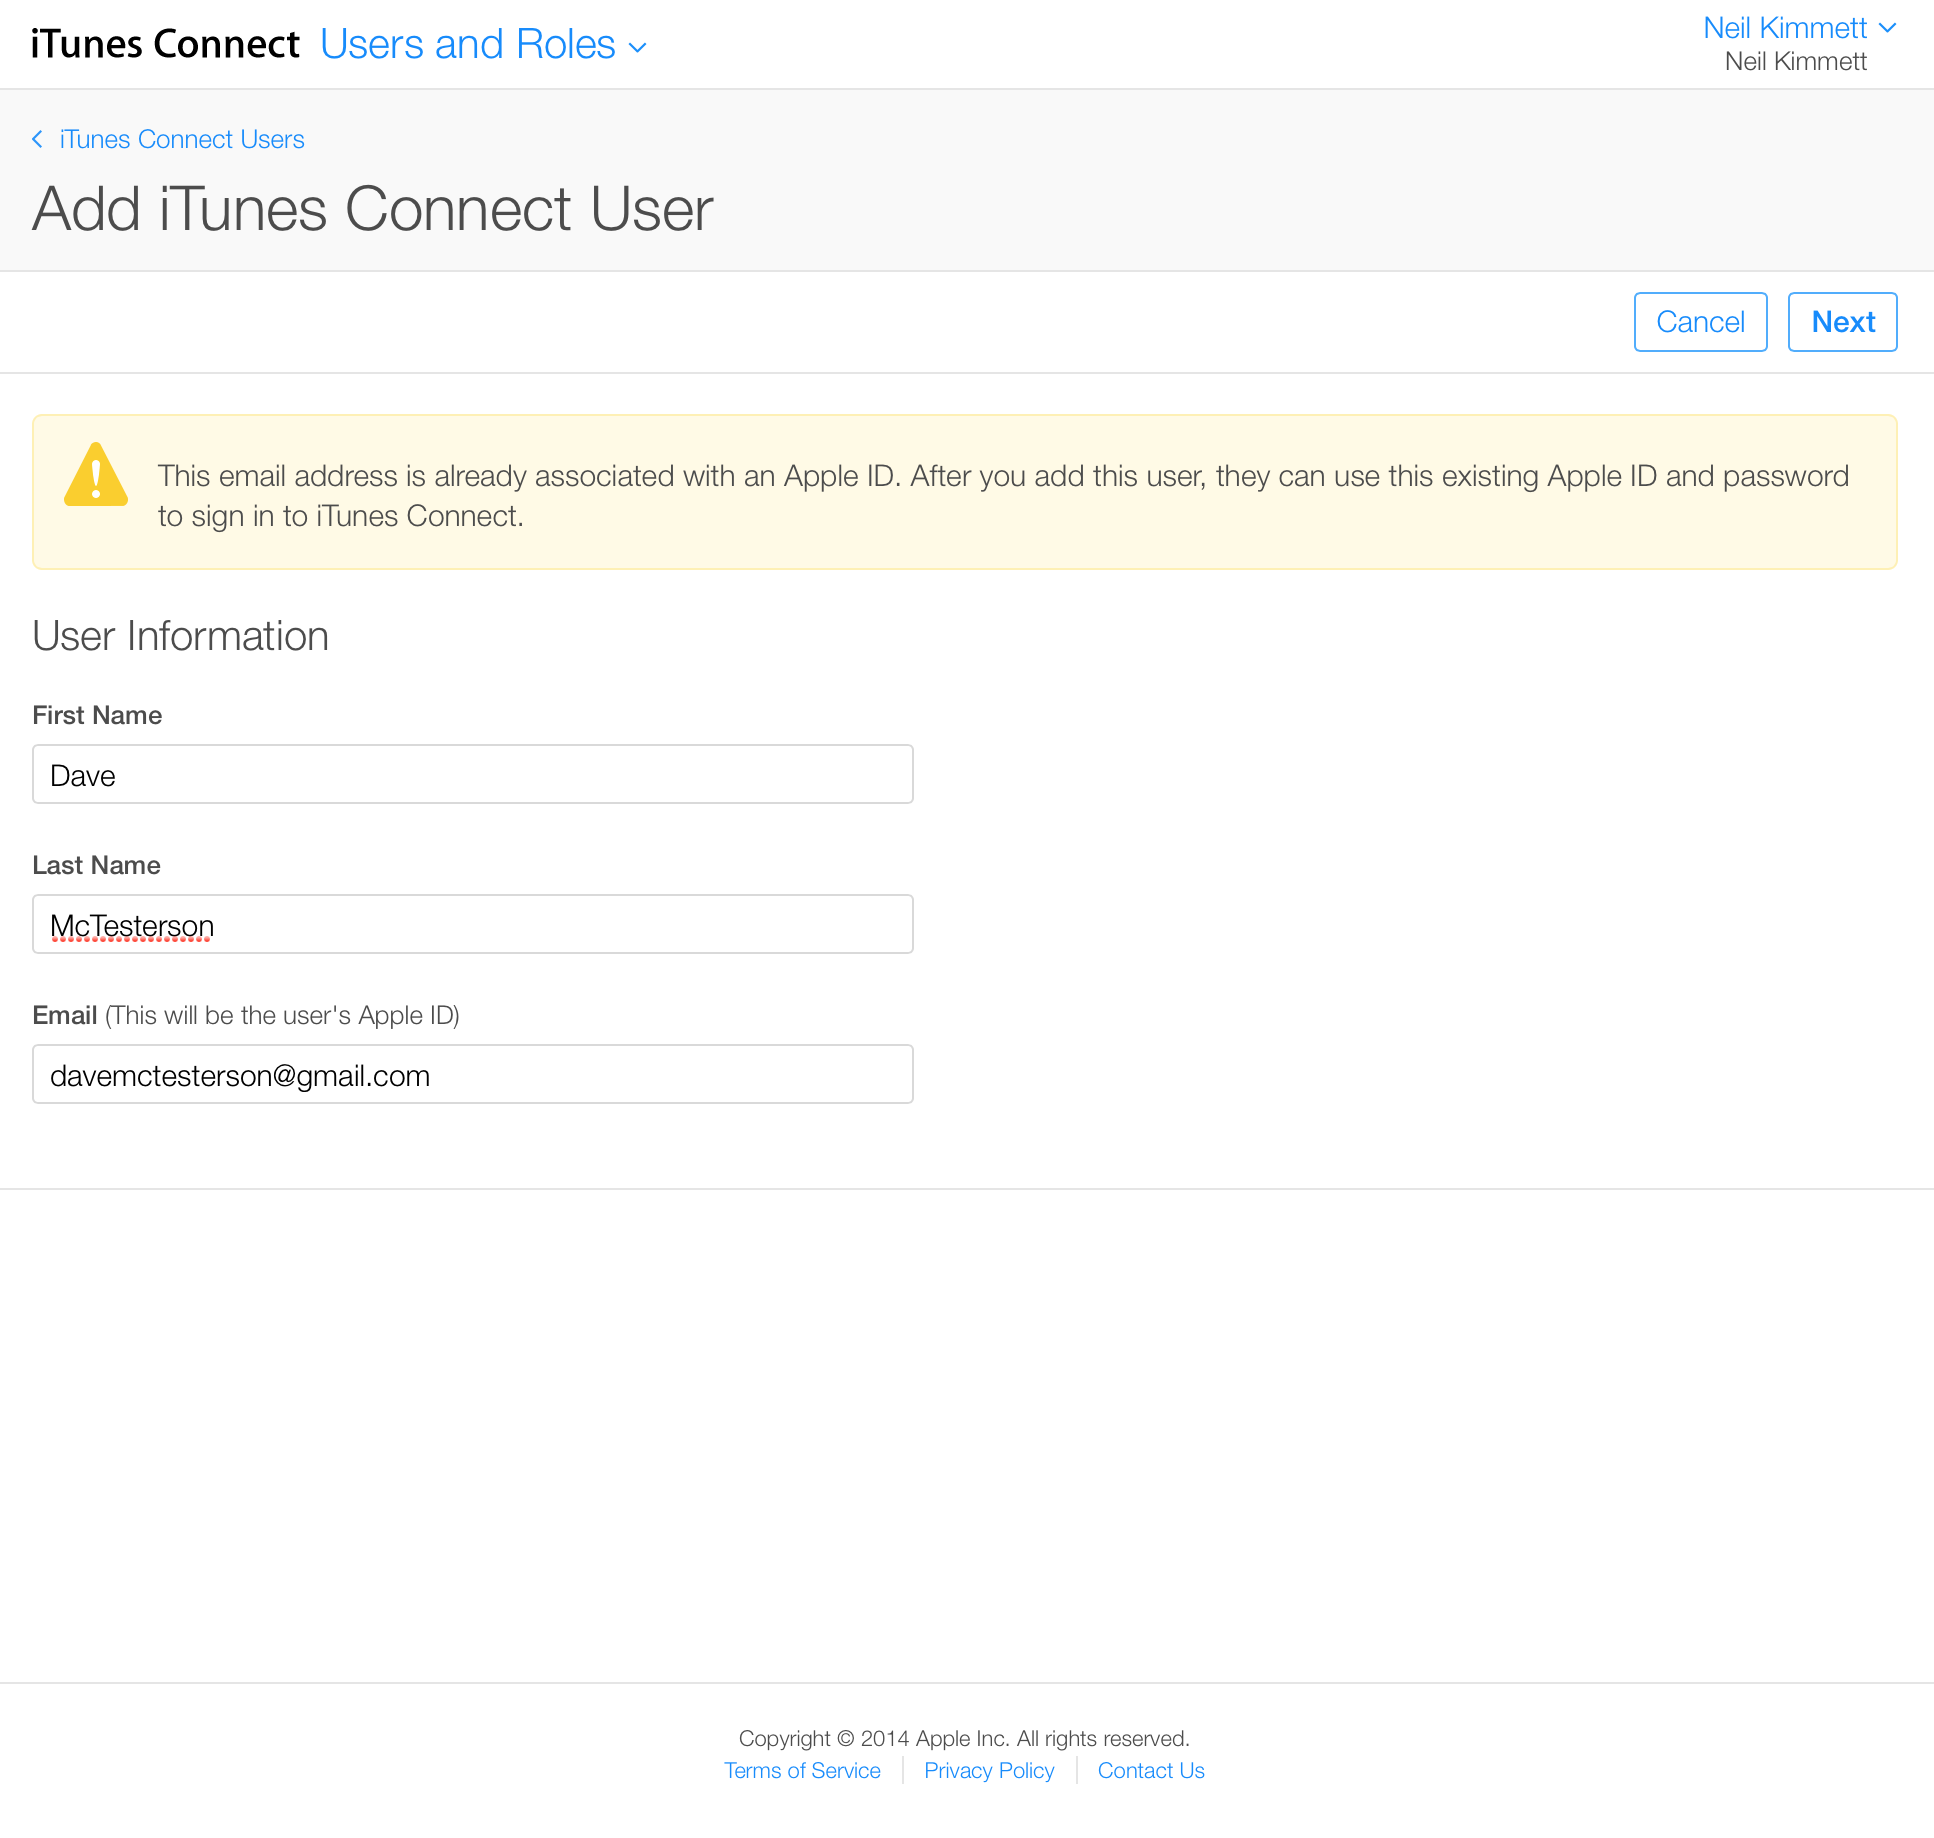 iTunes Connect Users and Roles
Neil Kimmett
Neil Kimmett
iTunes Connect Users
Add iTunes Connect User
Cancel Next
This email address is already associated with an Apple ID. After you add this user, they can use this existing Apple ID and password
to sign in to iTunes Connect.
User Information
First Name
Dave
Last Name
McTesterson
Email (This will be the user's Apple ID)
davemctesterson@gmail.com
Copyright © 2014 Apple Inc. All rights reserved.
Terms of Service Privacy Policy Contact Us